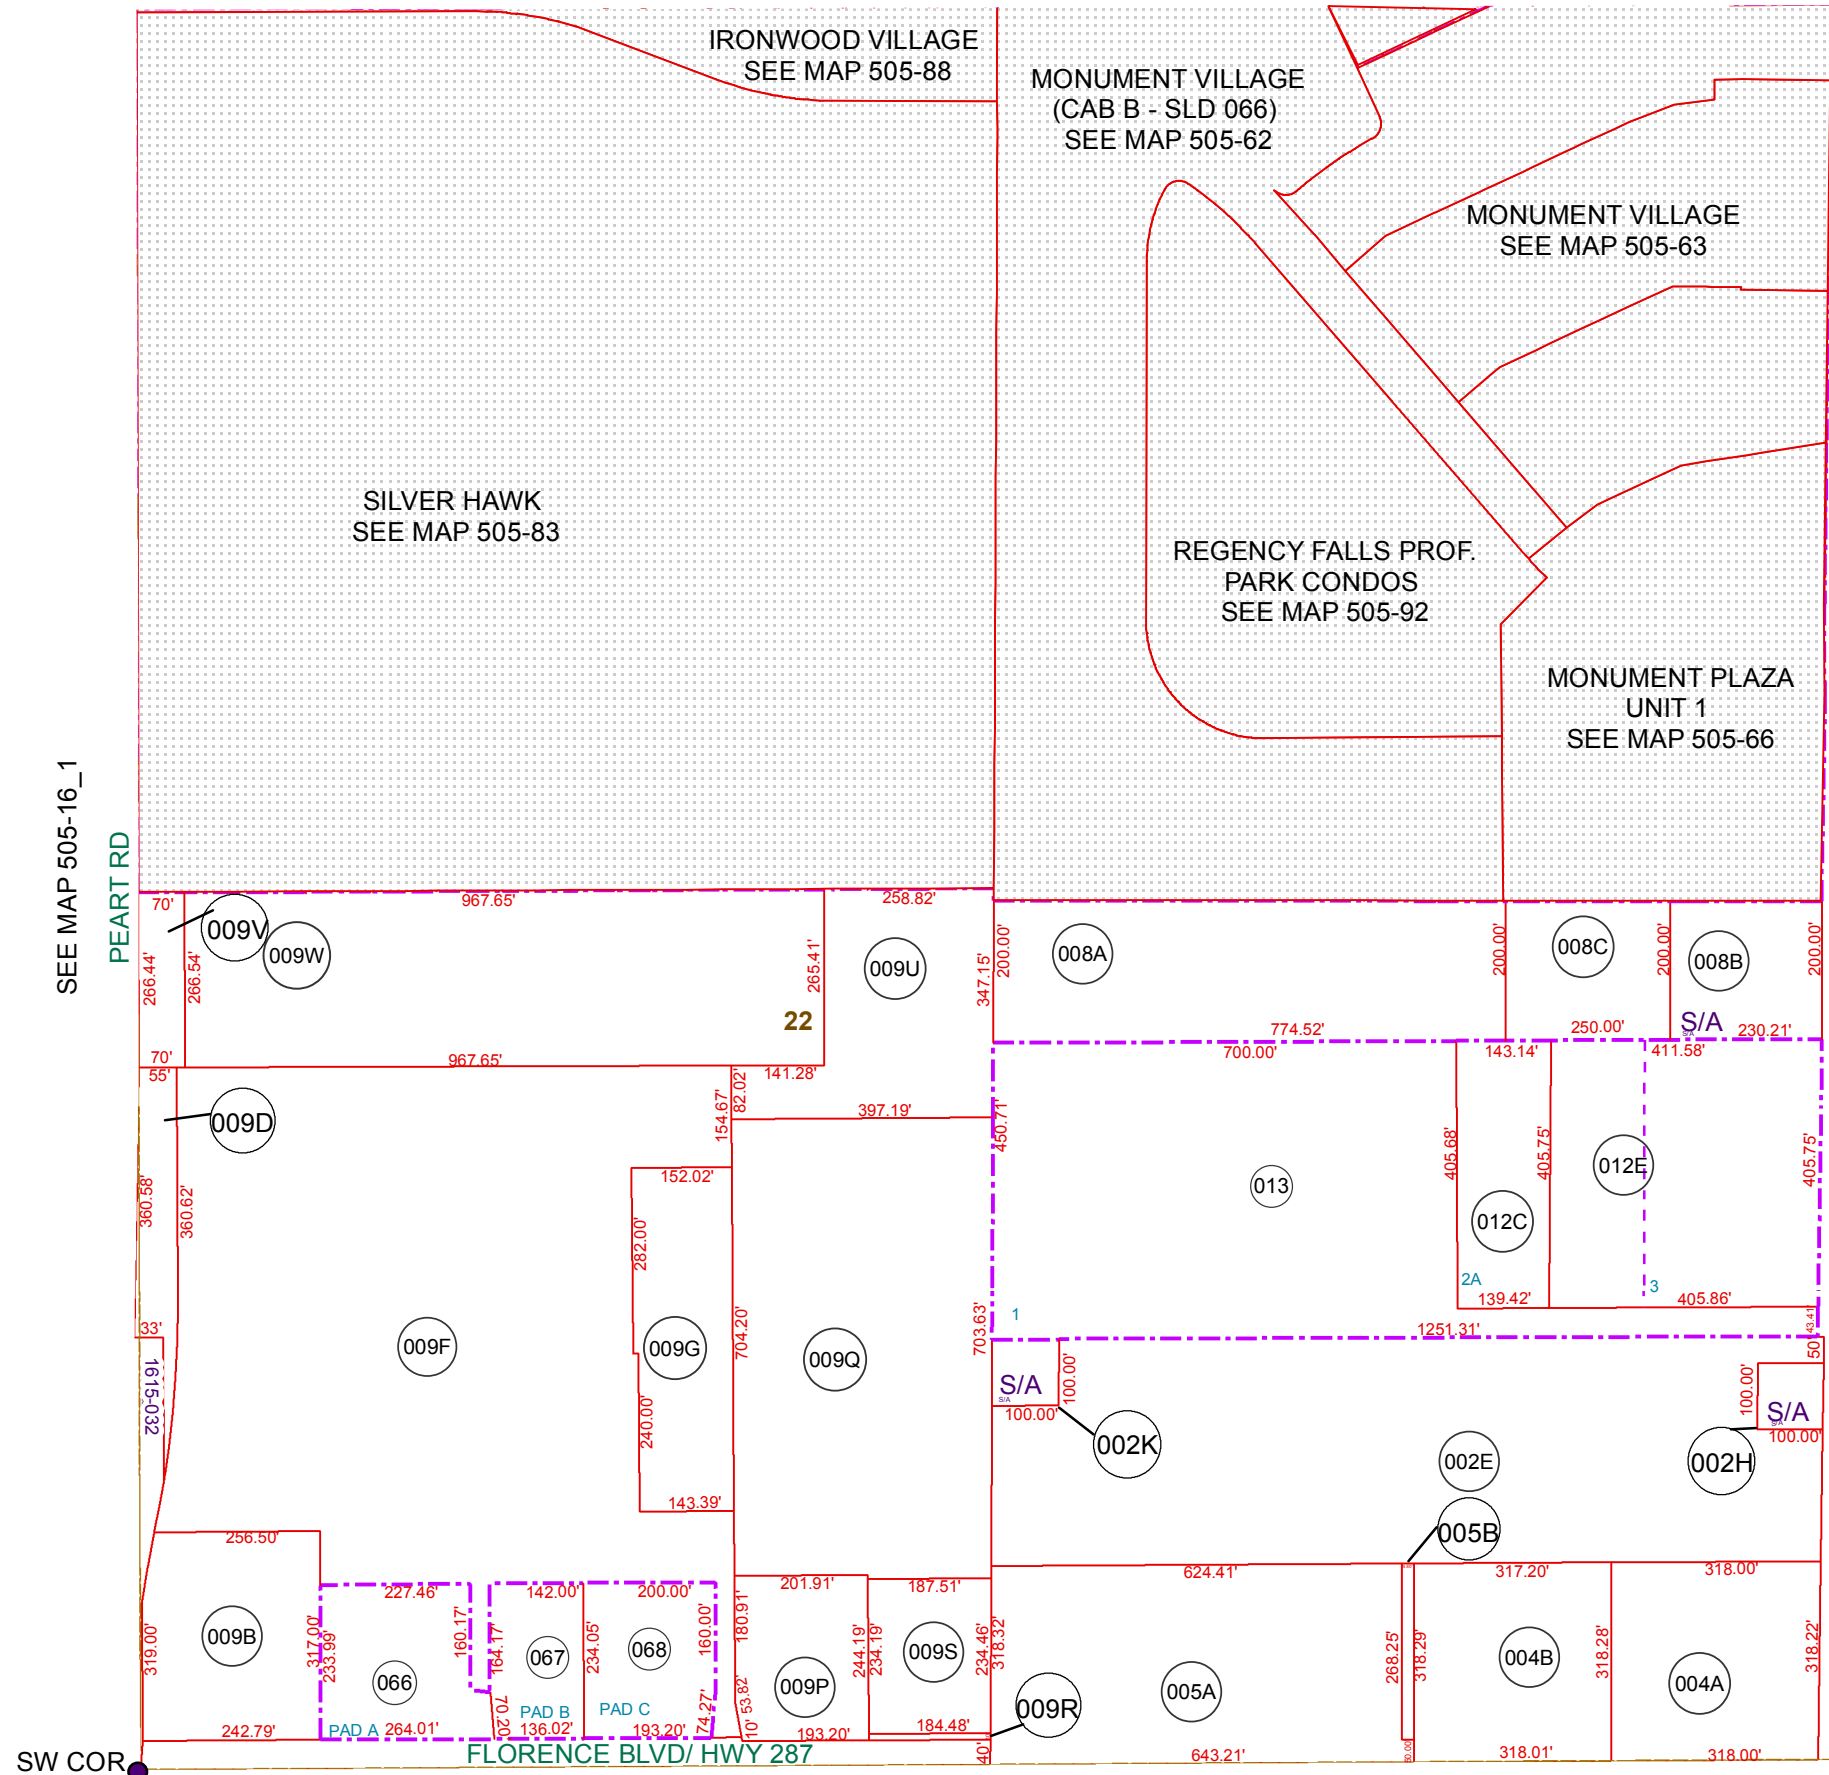 IRONWOOD VILLAGE
SEE MAP 505-88
MONUMENT VILLAGE
(CAB B - SLD 066)
SEE MAP 505-62
MONUMENT VILLAGE
SEE MAP 505-63
SILVER HAWK
SEE MAP 505-83
REGENCY FALLS PROF.
PARK CONDOS
SEE MAP 505-92
MONUMENT PLAZA
UNIT 1
SEE MAP 505-66
SEE MAP 505-16_1
PEART RD
70'
967.65'
258.82'
009V
009W
009U
008A
008C
008B
266.44'
266.54'
265.41'
347.15'
200.00'
200.00'
200.00'
200.00'
22
S/A
S/A
774.52'
250.00'
230.21'
70'
967.65'
700.00'
143.14'
411.58'
55'
141.28'
82.02'
154.67'
397.19'
450.71'
009D
405.68'
405.75'
405.75'
012E
013
012C
152.02'
360.58'
360.62'
282.00'
2A
3
139.42'
405.86'
1
43.41'
33'
1251.31'
703.63'
50'
009F
009G
704.20'
009Q
1615-032
S/A
S/A
100.00'
100.00'
100.00'
S/A
S/A
100.00'
240.00'
002K
002E
002H
143.39'
005B
256.50'
624.41'
317.20'
318.00'
227.46'
142.00'
200.00'
201.91'
187.51'
319.00'
009B
317.00'
233.99'
160.17'
164.17'
234.05'
160.00'
180.91'
244.19'
234.19'
234.46'
318.32'
268.25'
318.29'
318.28'
318.22'
066
067
068
009P
009S
009R
005A
004B
004A
70.20'
74.27'
53.82'
10'
PAD A
PAD B
PAD C
242.79'
264.01'
136.02'
193.20'
193.20'
184.48'
40'
643.21'
50.00'
318.01'
318.00'
FLORENCE BLVD/ HWY 287
SW COR